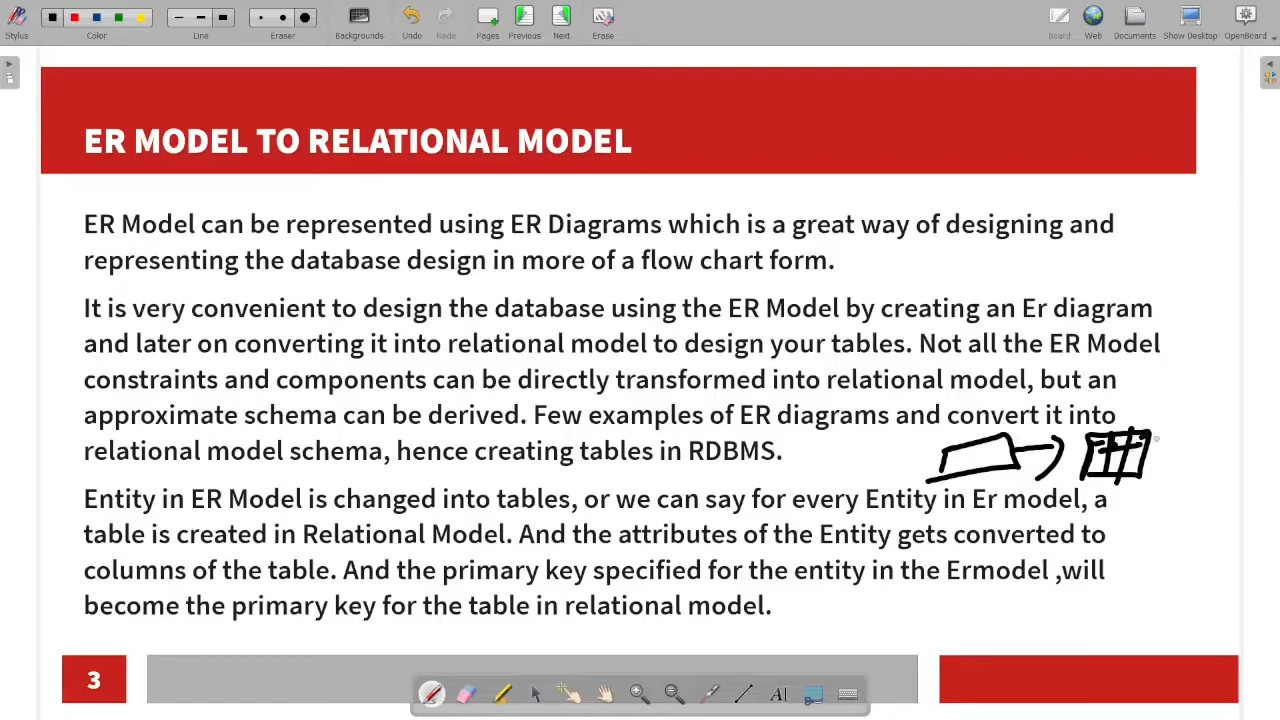 Stylus
Color
Line
Eraser
Backgrounds
Undo
Redo
Pages
Previous
Next
Erase
Board
Web
Documents
Show Desktop
OpenBoard
ER MODEL TO RELATIONAL MODEL
ER Model can be represented using ER Diagrams which is a great way of designing and
representing the database design in more of a flow chart form.
It is very convenient to design the database using the ER Model by creating an Er diagram
and later on converting it into relational model to design your tables. Not all the ER Model
constraints and components can be directly transformed into relational model, but an
approximate schema can be derived. Few examples of ER diagrams and convert it into
relational model schema, hence creating tables in RDBMS.
Entity in ER Model is changed into tables, or we can say for every Entity in Er model, a
table is created in Relational Model. And the attributes of the Entity gets converted to
columns of the table. And the primary key specified for the entity in the Ermodel ,will
become the primary key for the table in relational model.
3
AI